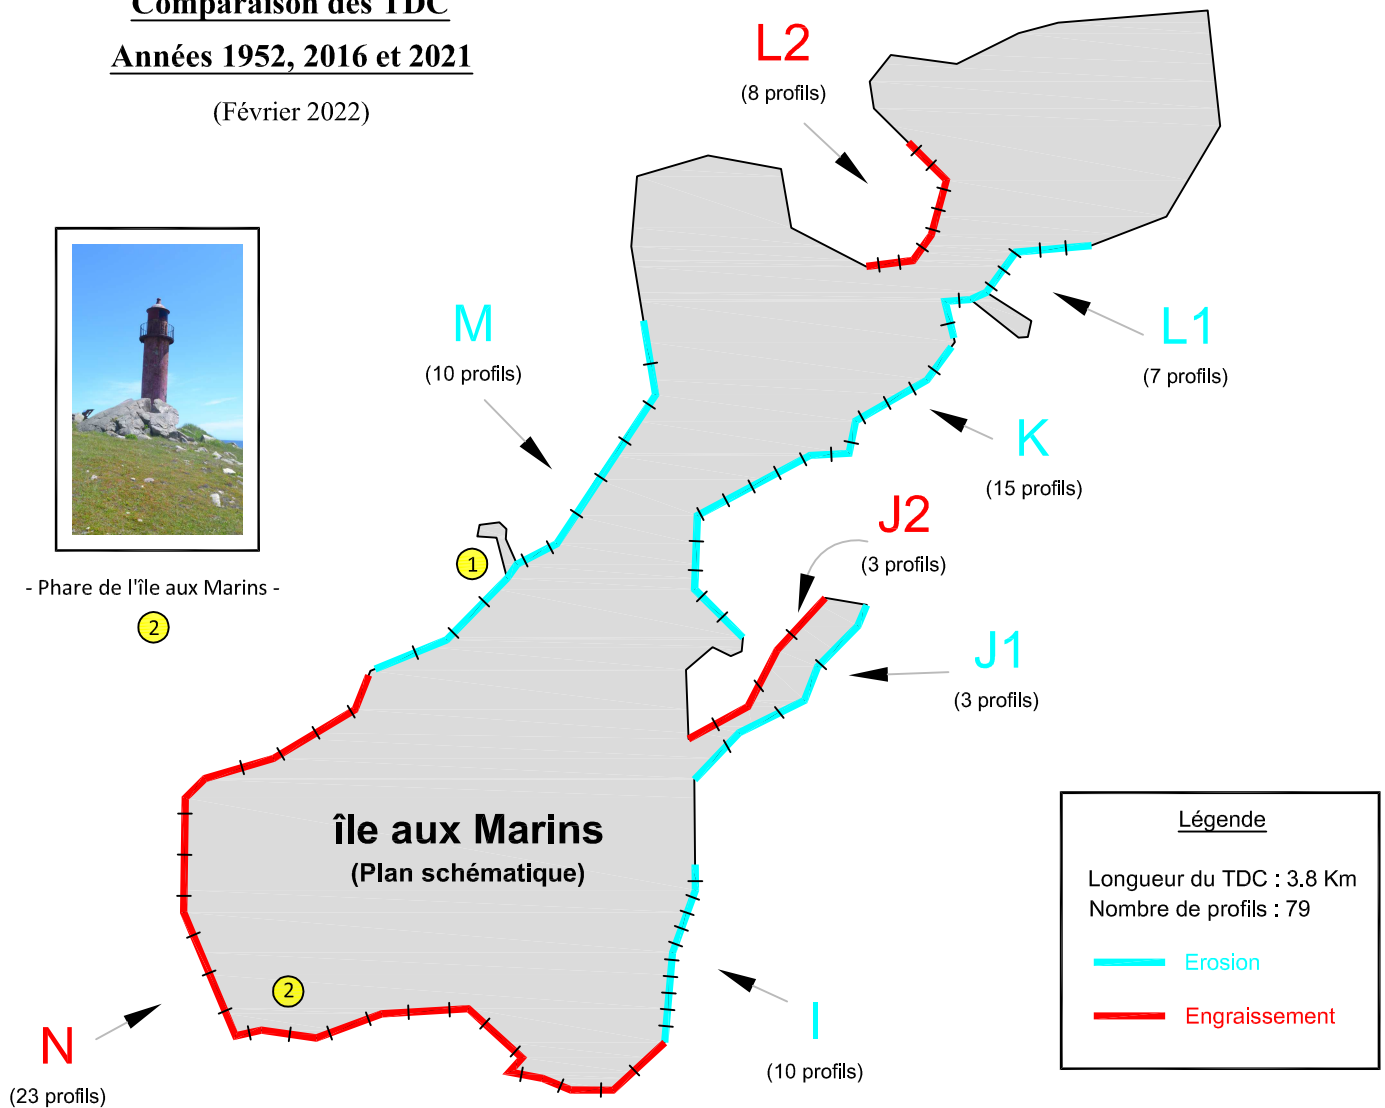 Comparaison des TDC
Années 1952, 2016 et 2021
(Février 2022)
L2
(8 profils)
M
(10 profils)
L1
(7 profils)
K
(15 profils)
J2
(3 profils)
1
- Phare de l'île aux Marins -
2
J1
(3 profils)
île aux Marins
(Plan schématique)
Légende
Longueur du TDC : 3.8 Km
Nombre de profils : 79
Erosion
Engraissement
2
N
(23 profils)
I
(10 profils)